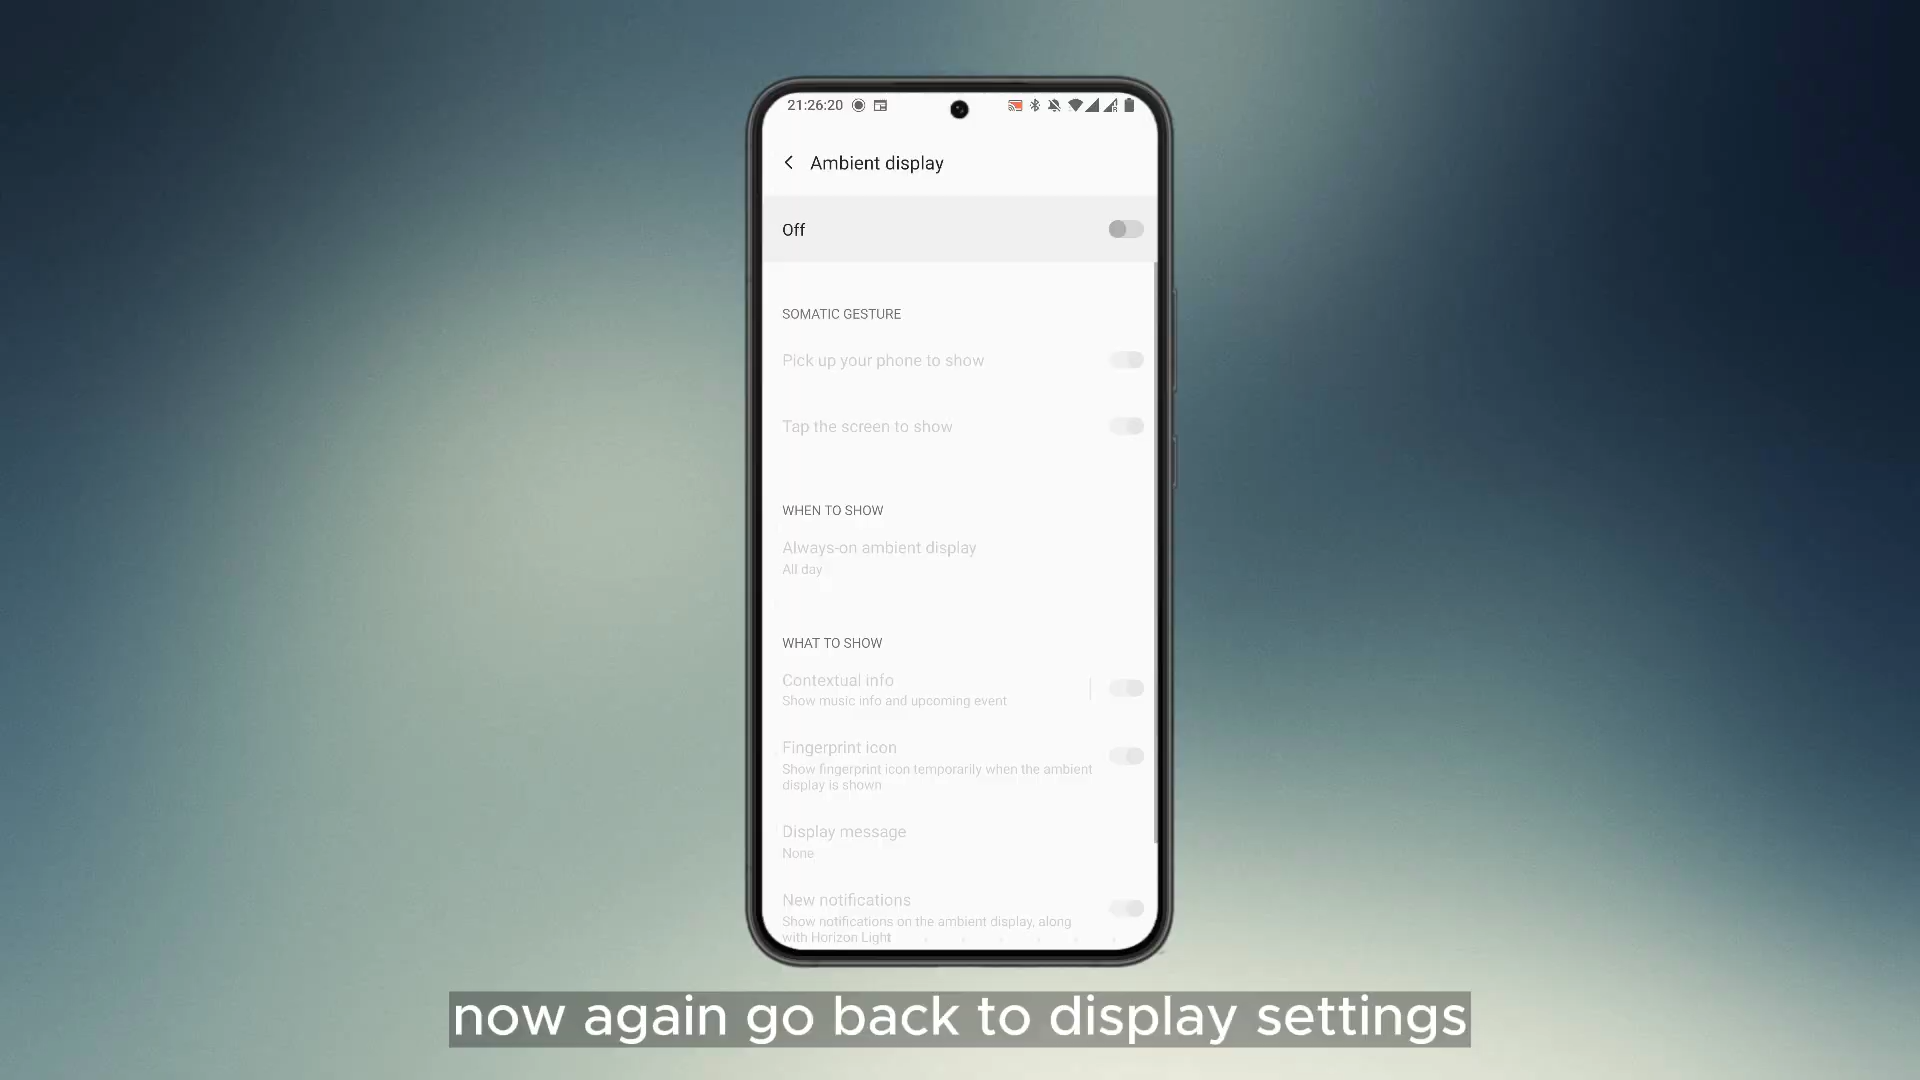 21:26:20
Ambient display
Off
SOMATIC GESTURE
Pick up your phone to show
Tap the screen to show
WHEN TO SHOW
Always-on ambient display
All day
WHAT TO SHOW
Contextual info
Show music info and upcoming event
Fingerprint icon
Show fingerprint icon temporarily when the ambient
display is shown
Display message
None
New notifications
Show notifications on the ambient display, along
with Horizon Light
now again go back to display settings